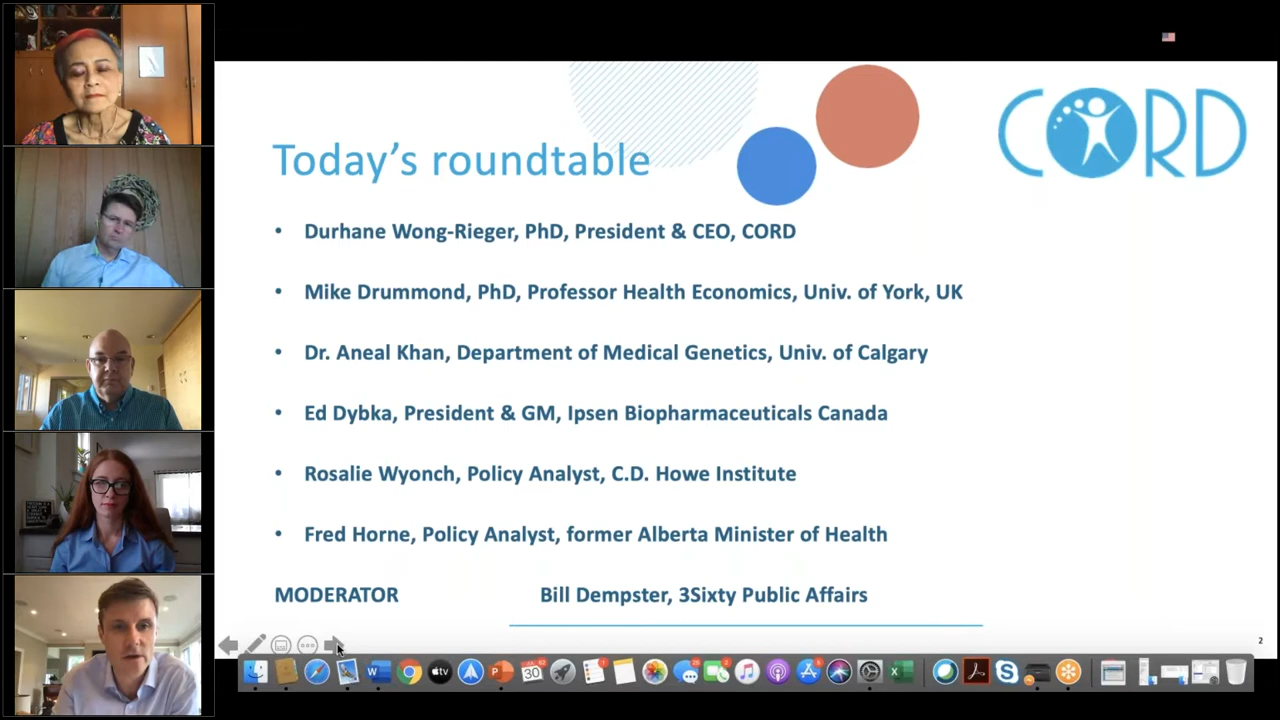 CORD
Today's roundtable
• Durhane Wong-Rieger, PhD, President & CEO, CORD
• Mike Drummond, PhD, Professor Health Economics, Univ. of York, UK
• Dr. Aneal Khan, Department of Medical Genetics, Univ. of Calgary
• Ed Dybka, President & GM, Ipsen Biopharmaceuticals Canada
• Rosalie Wyonch, Policy Analyst, C.D. Howe Institute
• Fred Horne, Policy Analyst, former Alberta Minister of Health
MODERATOR Bill Dempster, 3Sixty Public Affairs
2
tv
30